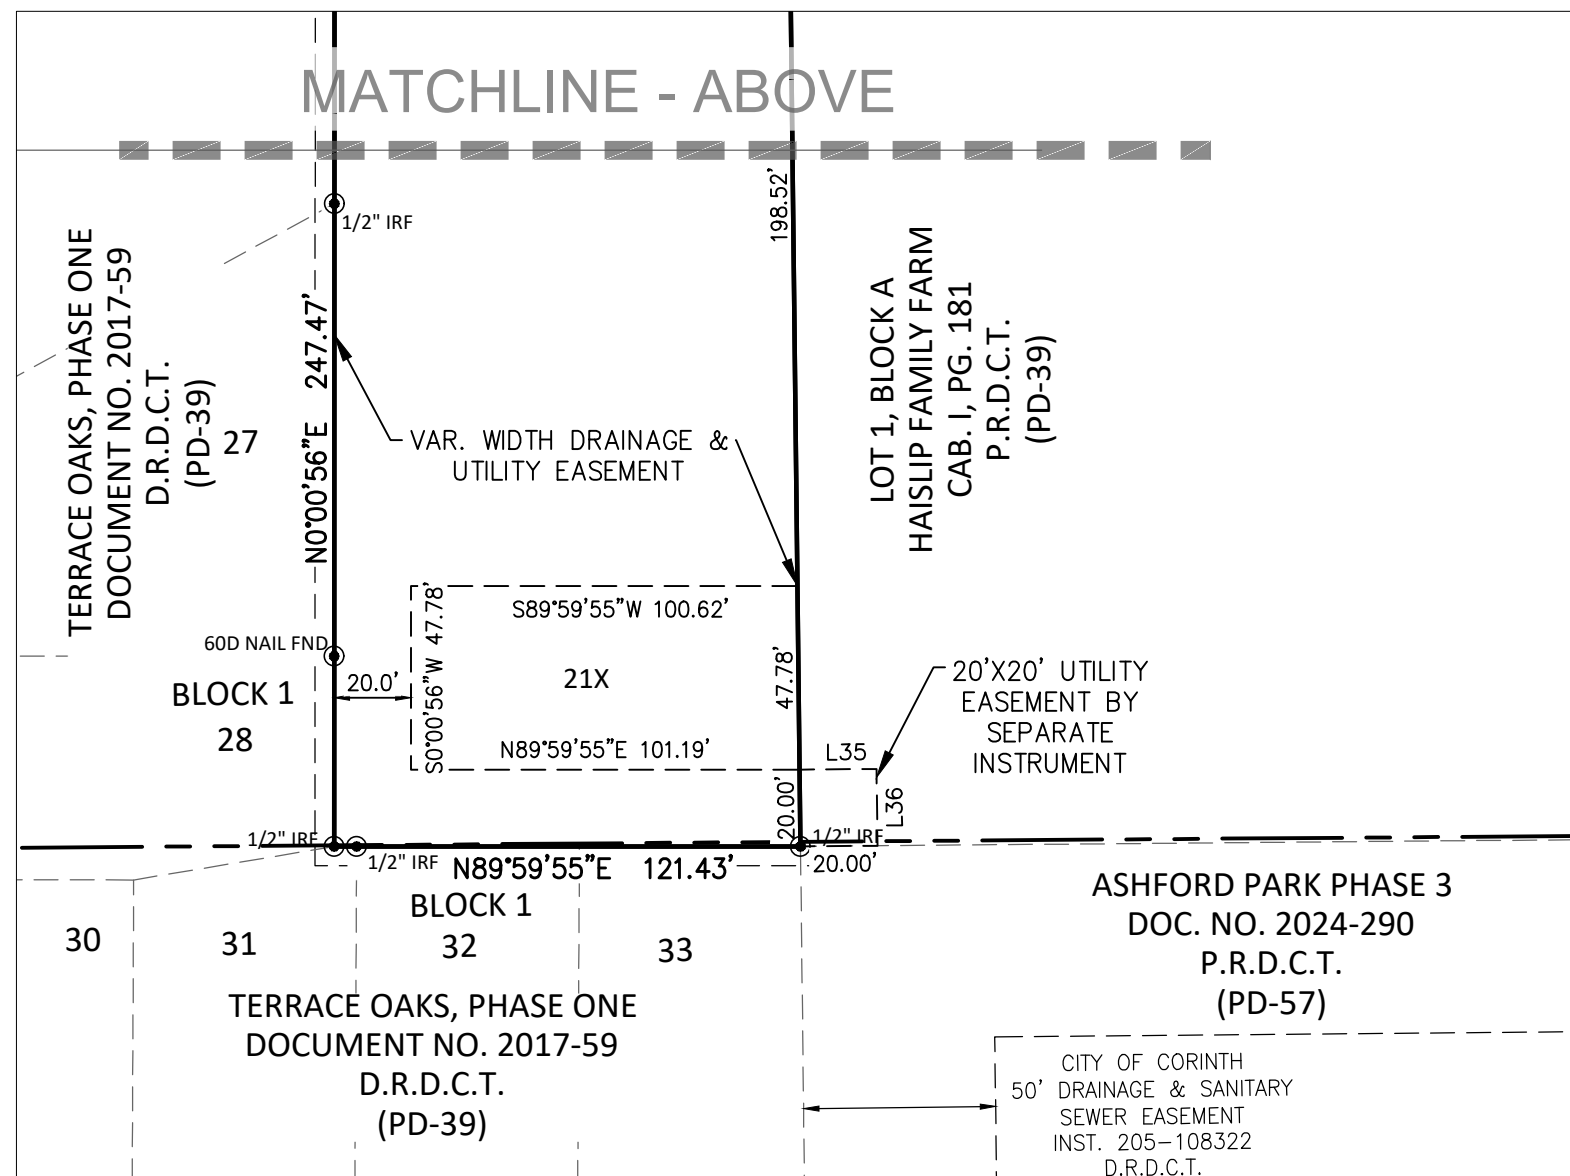 MATCHLINE - ABOVE
198.52'
1/2" IRF
TERRACE OAKS, PHASE ONE
DOCUMENT NO. 2017-59
D.R.D.C.T.
(PD-39)
27
N0°00'56"E 247.47'
VAR. WIDTH DRAINAGE &
UTILITY EASEMENT
LOT 1, BLOCK A
HAISLIP FAMILY FARM
CAB. I, PG. 181
P.R.D.C.T.
(PD-39)
S89°59'55"W 100.62'
S0°00'56"W 47.78'
60D NAIL FND
20.0'
21X
47.78'
BLOCK 1
28
N89°59'55"E 101.19'
L35
20'X20' UTILITY
EASEMENT BY
SEPARATE
INSTRUMENT
L36
20.00'
1/2" IRF
1/2" IRF
1/2" IRF
N89°59'55"E 121.43'
20.00'
BLOCK 1
30
31
32
33
TERRACE OAKS, PHASE ONE
DOCUMENT NO. 2017-59
D.R.D.C.T.
(PD-39)
ASHFORD PARK PHASE 3
DOC. NO. 2024-290
P.R.D.C.T.
(PD-57)
CITY OF CORINTH
50' DRAINAGE & SANITARY
SEWER EASEMENT
INST. 205-108322
D.R.D.C.T.